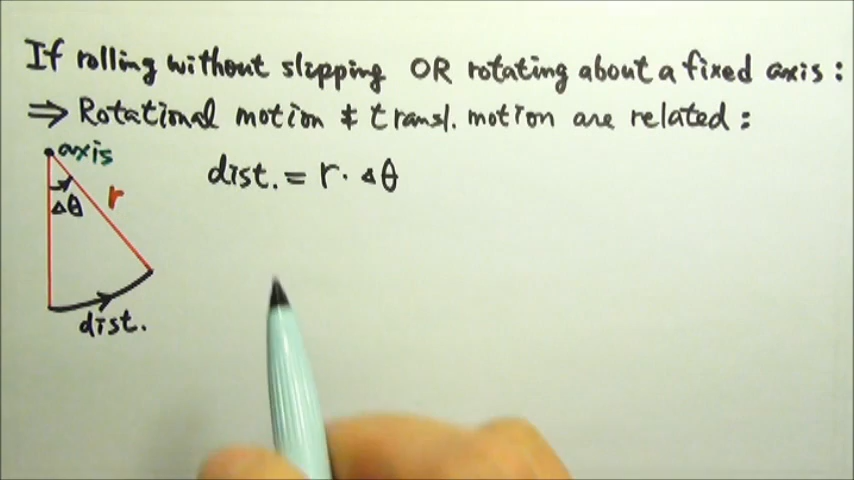 If rolling without slipping OR rotating about a fixed axis:
⇒ Rotational motion & transl. motion are related:
axis
dist. = r · Δθ
Δθ
r
dist.